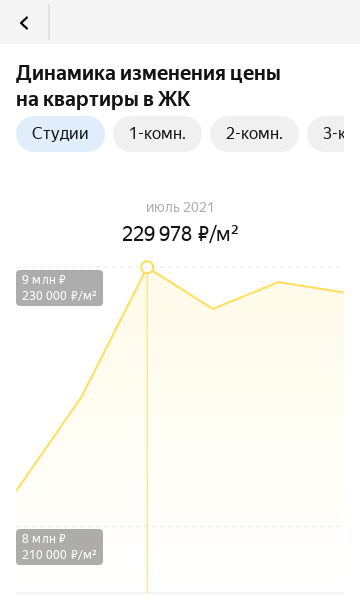 Динамика изменения цены
на квартиры в ЖК
Студии 1-комн. 2-комн. 3-к
июль 2021
229 978 ₽/м²
9 млн ₽
230 000 ₽/м²
8 млн ₽
210 000 ₽/м²